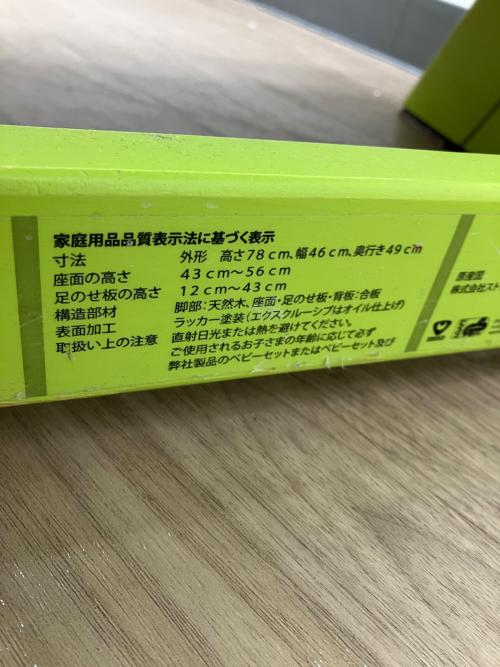 家庭用品品質表示法に基づく表示
寸法 外形 高さ78cm、幅46cm、奥行き49cm
座面の高さ 43cm〜56cm
足のせ板の高さ 12cm〜43cm
構造部材 脚部:天然木、座面・足のせ板・背板:合板
表面加工 ラッカー塗装(エクスクルーシブはオイル仕上げ)
取扱い上の注意 直射日光または熱を避けてください。
ご使用されるお子さまの年齢に応じて必ず
弊社製品のベビーセットまたはベビーセット及び
原産国
株式会社スト